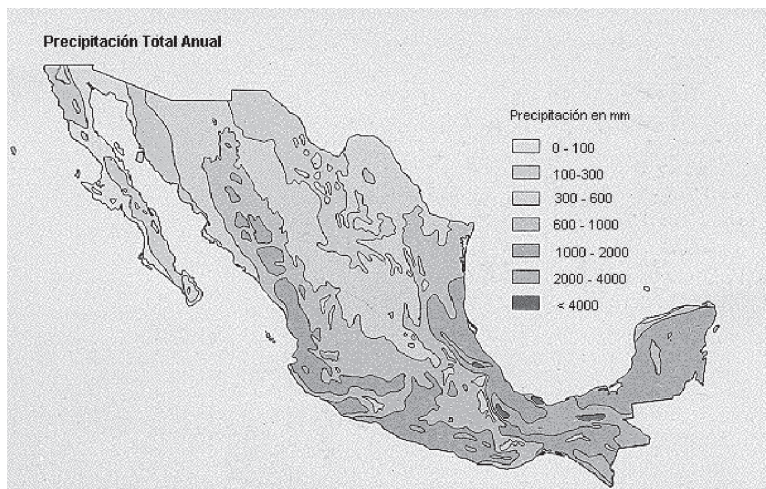 Precipitación Total Anual
Precipitación en mm
0 - 100
100-300
300 - 600
600 - 1000
1000 - 2000
2000 - 4000
< 4000